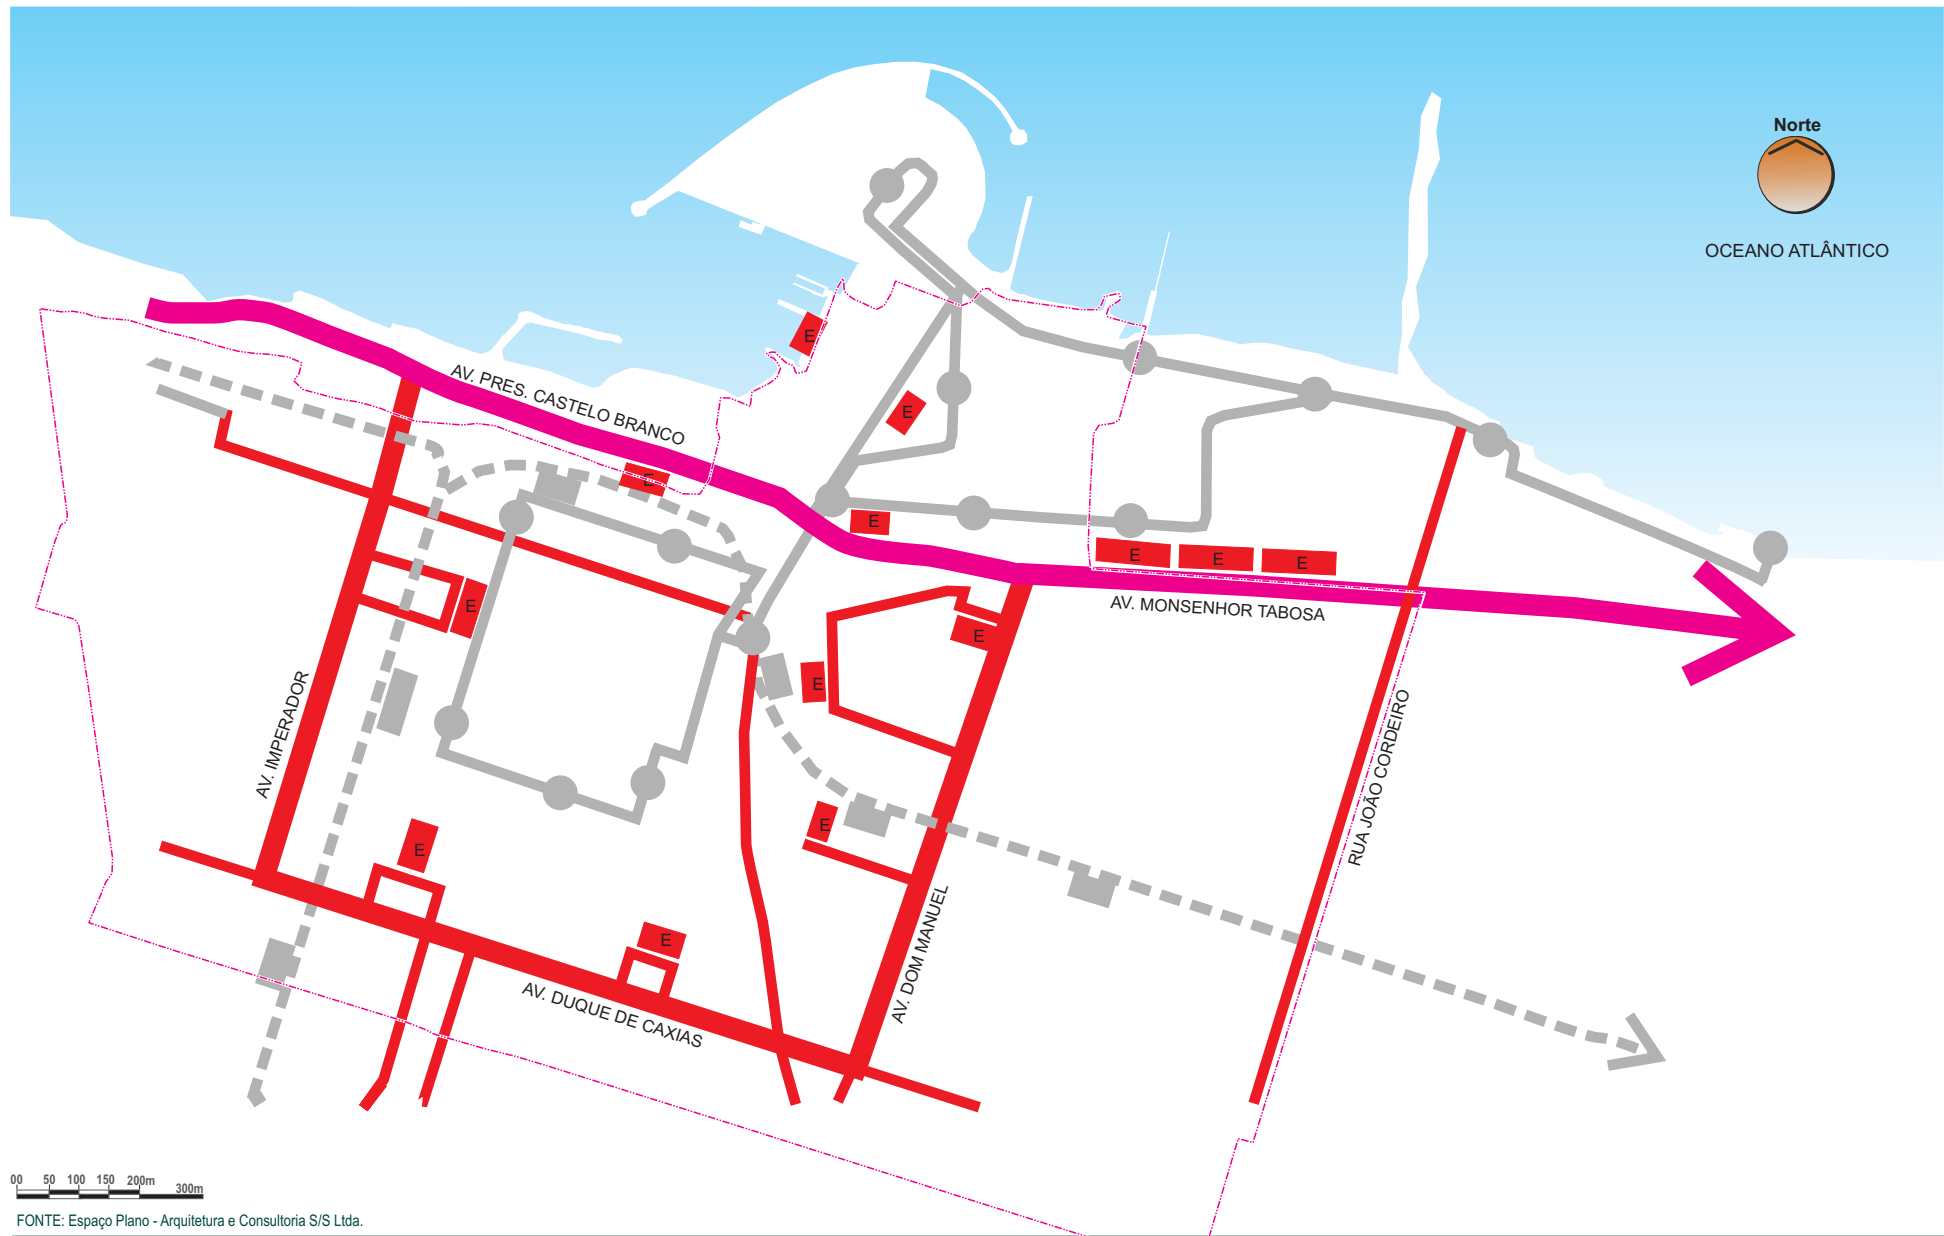 Norte
OCEANO ATLÂNTICO
E
AV. PRES. CASTELO BRANCO
E
E
E
E
E
E
AV. MONSENHOR TABOSA
E
E
E
AV. IMPERADOR
RUA JOÃO CORDEIRO
E
E
E
AV. DOM MANUEL
AV. DUQUE DE CAXIAS
00 50 100 150 200m 300m
FONTE: Espaço Plano - Arquitetura e Consultoria S/S Ltda.